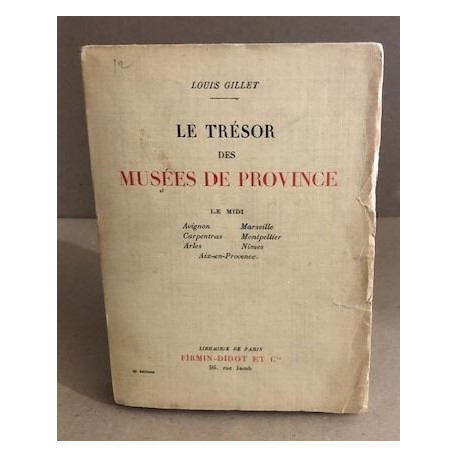 LOUIS GILLET
LE TRÉSOR
DES
MUSÉES DE PROVINCE
LE MIDI
Avignon Marseille
Carpentras Montpellier
Arles Nîmes
Aix-en-Provence.
LIBRAIRIE DE PARIS
FIRMIN-DIDOT ET Cie
56, rue Jacob